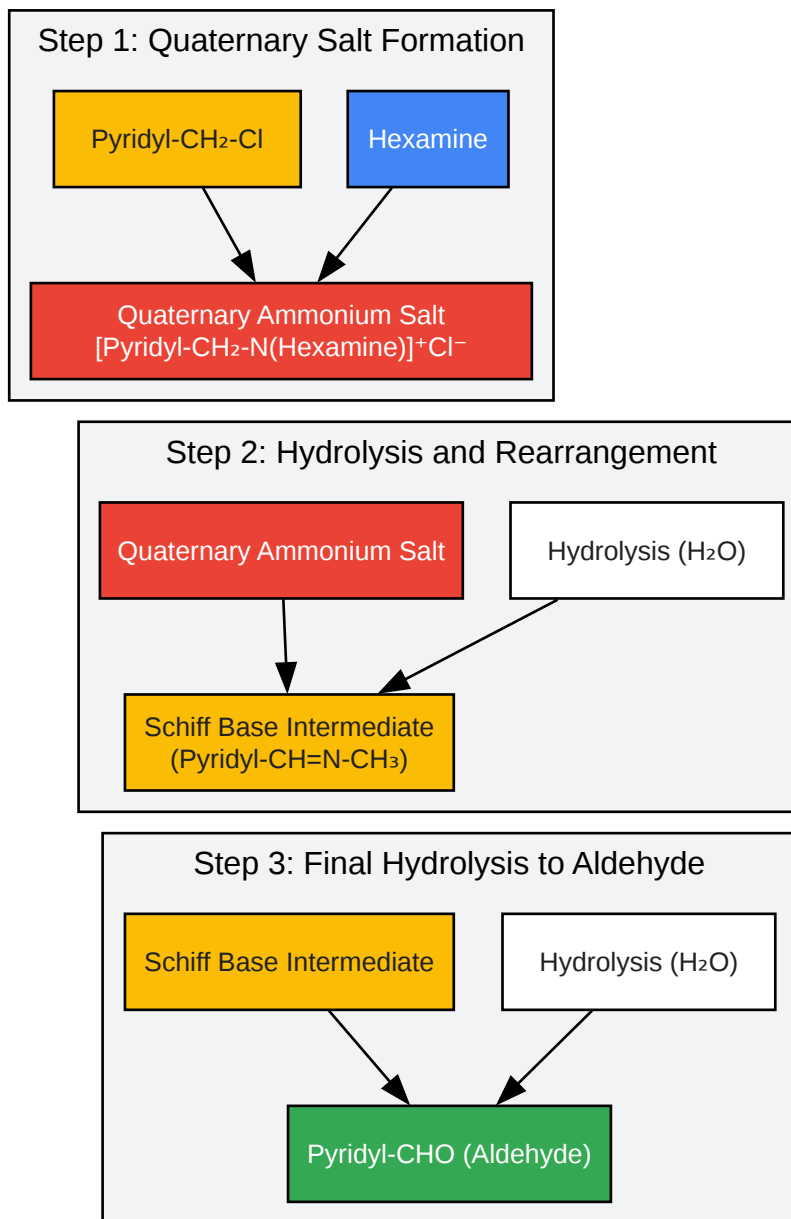 Step 1: Quaternary Salt Formation
Pyridyl-CH₂-Cl
Hexamine
Quaternary Ammonium Salt
[Pyridyl-CH₂-N(Hexamine)]⁺Cl⁻
Step 2: Hydrolysis and Rearrangement
Quaternary Ammonium Salt
Hydrolysis (H₂O)
Schiff Base Intermediate
(Pyridyl-CH=N-CH₃)
Step 3: Final Hydrolysis to Aldehyde
Schiff Base Intermediate
Hydrolysis (H₂O)
Pyridyl-CHO (Aldehyde)